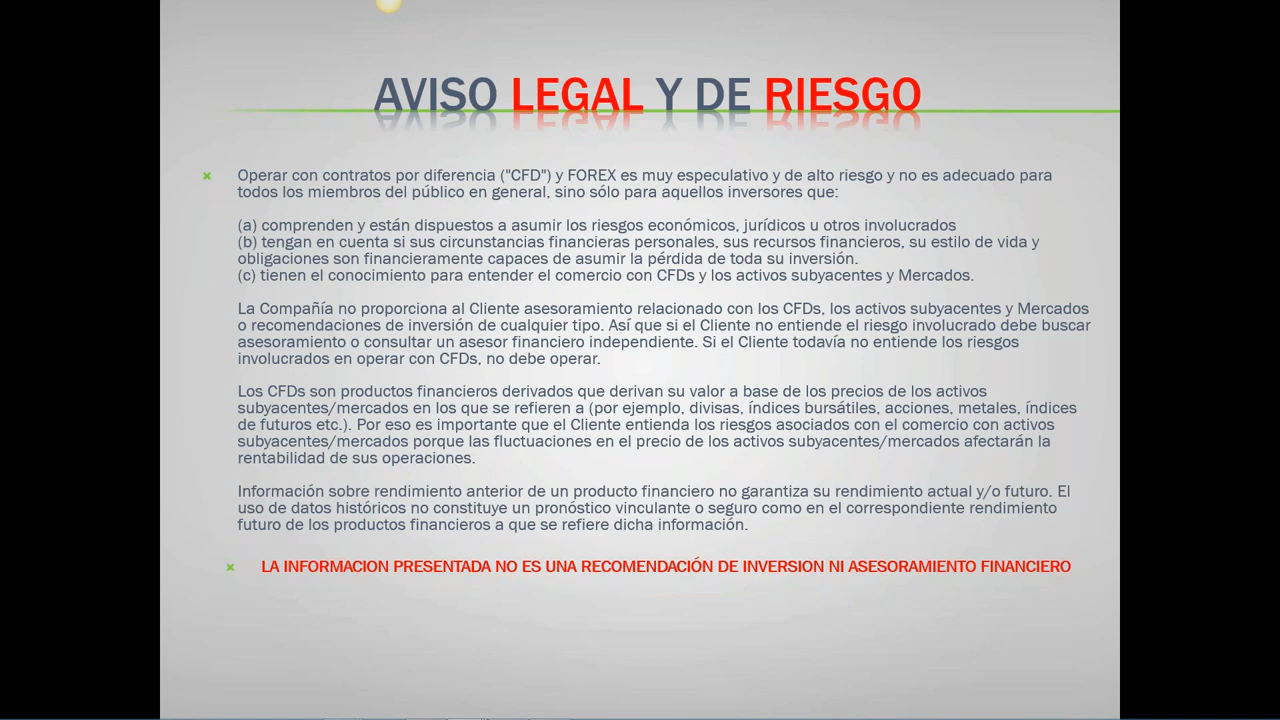 AVISO LEGAL Y DE RIESGO
Operar con contratos por diferencia ("CFD") y FOREX es muy especulativo y de alto riesgo y no es adecuado para
todos los miembros del público en general, sino sólo para aquellos inversores que:
(a) comprenden y están dispuestos a asumir los riesgos económicos, jurídicos u otros involucrados
(b) tengan en cuenta si sus circunstancias financieras personales, sus recursos financieros, su estilo de vida y
obligaciones son financieramente capaces de asumir la pérdida de toda su inversión.
(c) tienen el conocimiento para entender el comercio con CFDs y los activos subyacentes y Mercados.
La Compañía no proporciona al Cliente asesoramiento relacionado con los CFDs, los activos subyacentes y Mercados
o recomendaciones de inversión de cualquier tipo. Así que si el Cliente no entiende el riesgo involucrado debe buscar
asesoramiento o consultar un asesor financiero independiente. Si el Cliente todavía no entiende los riesgos
involucrados en operar con CFDs, no debe operar.
Los CFDs son productos financieros derivados que derivan su valor a base de los precios de los activos
subyacentes/mercados en los que se refieren a (por ejemplo, divisas, índices bursátiles, acciones, metales, índices
de futuros etc.). Por eso es importante que el Cliente entienda los riesgos asociados con el comercio con activos
subyacentes/mercados porque las fluctuaciones en el precio de los activos subyacentes/mercados afectarán la
rentabilidad de sus operaciones.
Información sobre rendimiento anterior de un producto financiero no garantiza su rendimiento actual y/o futuro. El
uso de datos históricos no constituye un pronóstico vinculante o seguro como en el correspondiente rendimiento
futuro de los productos financieros a que se refiere dicha información.
LA INFORMACION PRESENTADA NO ES UNA RECOMENDACIÓN DE INVERSION NI ASESORAMIENTO FINANCIERO